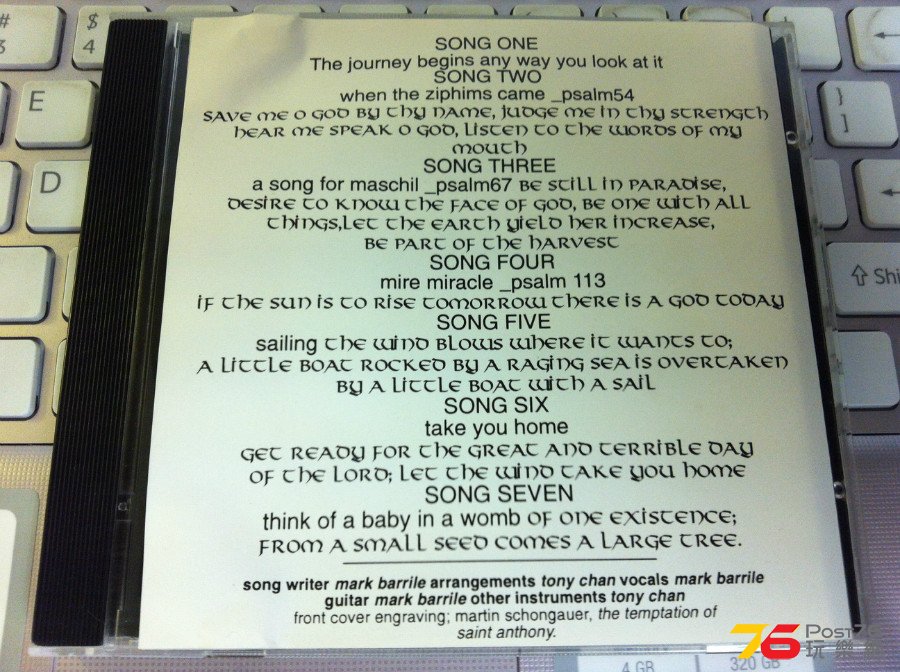 #
3
$
4
E
D
}
]
←
←
⇧ Shi
SONG ONE
The journey begins any way you look at it
SONG TWO
when the ziphims came _psalm54
save me o god by thy name, judge me in thy strength
hear me speak o god, listen to the words of my
mouth
SONG THREE
a song for maschil _psalm67 be still in paradise,
desire to know the face of god, be one with all
things,let the earth yield her increase,
be part of the harvest
SONG FOUR
mire miracle _psalm 113
if the sun is to rise tomorrow there is a god today
SONG FIVE
sailing the wind blows where it wants to;
a little boat rocked by a raging sea is overtaken
by a little boat with a sail
SONG SIX
take you home
get ready for the great and terrible day
of the lord; let the wind take you home
SONG SEVEN
think of a baby in a womb of one existence;
from a small seed comes a large tree.
song writer mark barrile arrangements tony chan vocals mark barrile
guitar mark barrile other instruments tony chan
front cover engraving; martin schongauer, the temptation of
saint anthony.
4 GB
320 GB
76 Post76